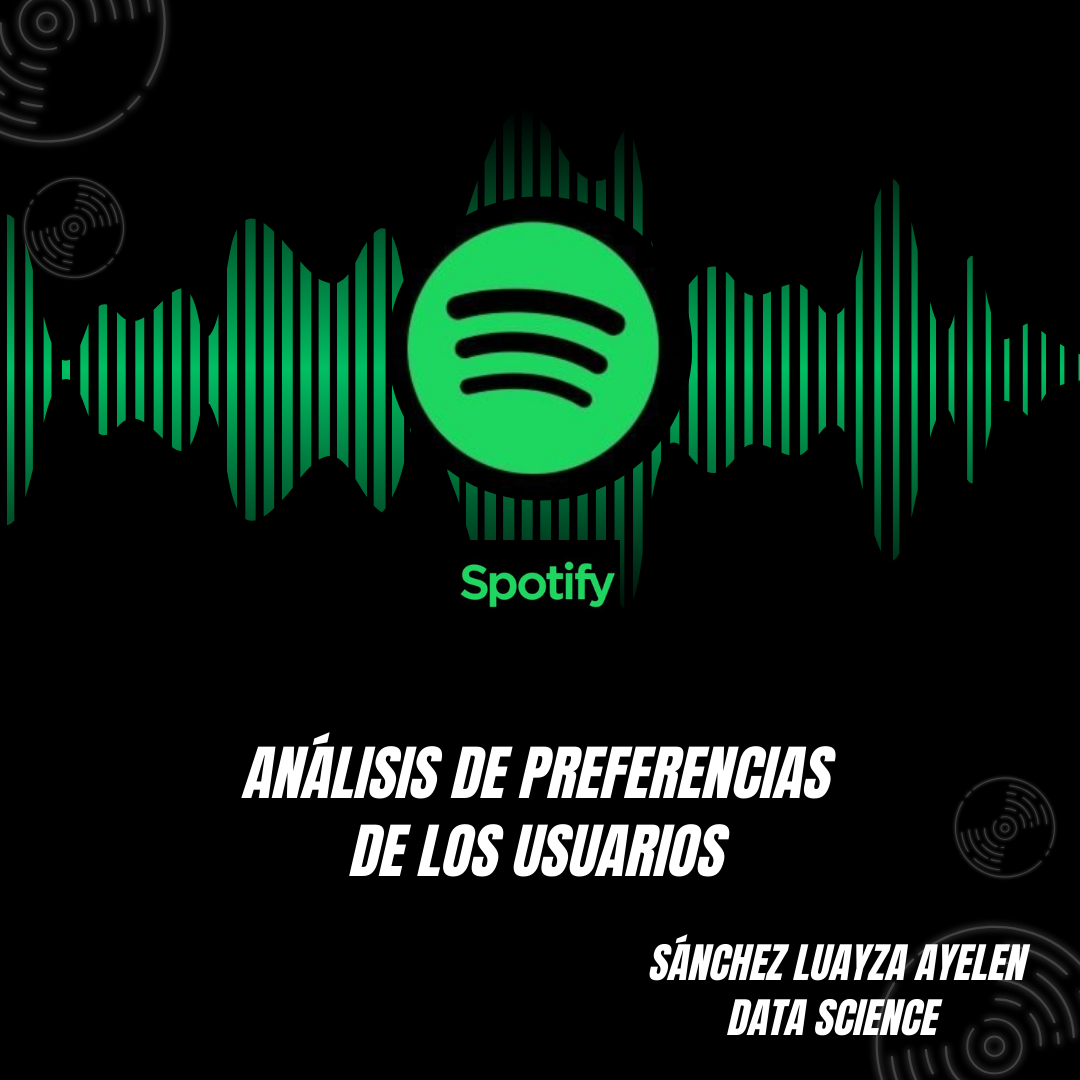 Spotify
ANÁLISIS DE PREFERENCIAS
DE LOS USUARIOS
SÁNCHEZ LUAYZA AYELEN
DATA SCIENCE